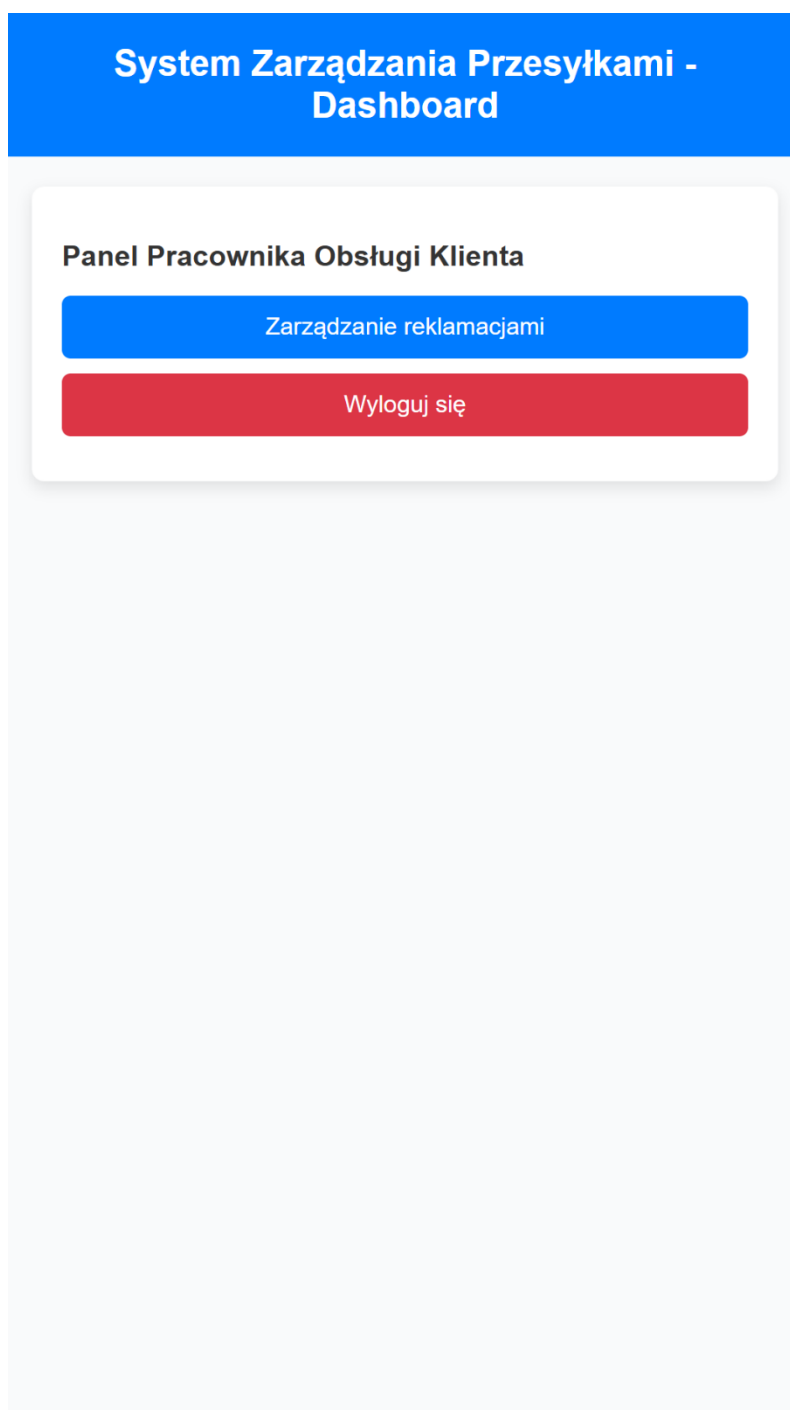 System Zarządzania Przesyłkami -
Dashboard
Panel Pracownika Obsługi Klienta
Zarządzanie reklamacjami
Wyloguj się